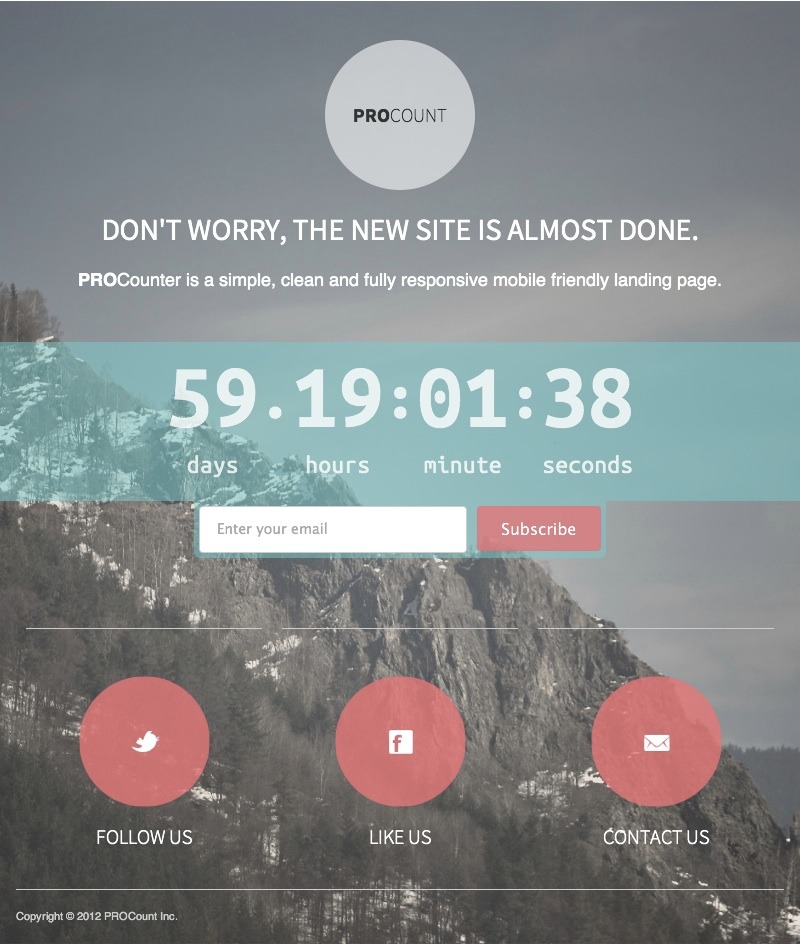 PROCOUNT
DON'T WORRY, THE NEW SITE IS ALMOST DONE.
PROCounter is a simple, clean and fully responsive mobile friendly landing page.
59.19:01:38
days hours minute seconds
Enter your email Subscribe
FOLLOW US LIKE US CONTACT US
Copyright © 2012 PROCount Inc.